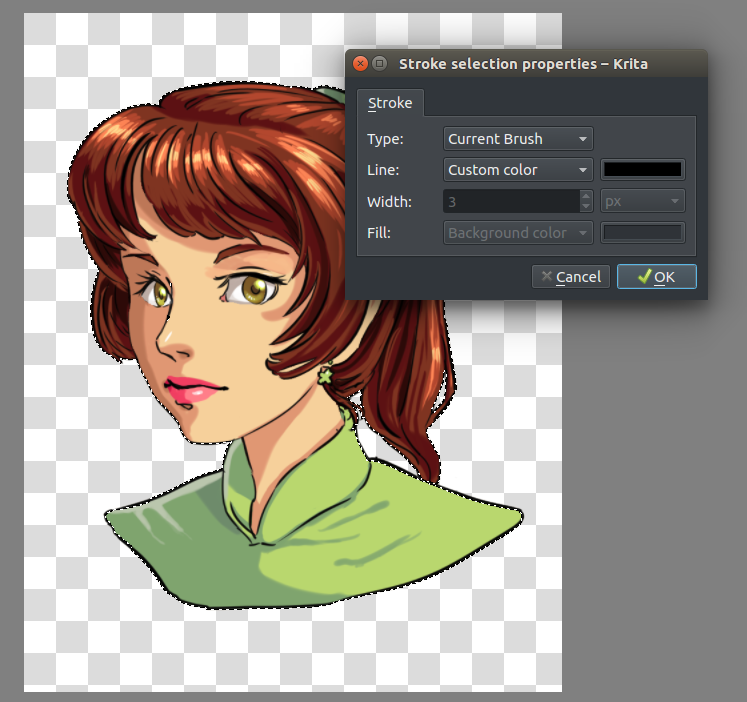 Stroke selection properties – Krita
Stroke
Type: Current Brush
Line: Custom color
Width: 3 px
Fill: Background color
Cancel OK